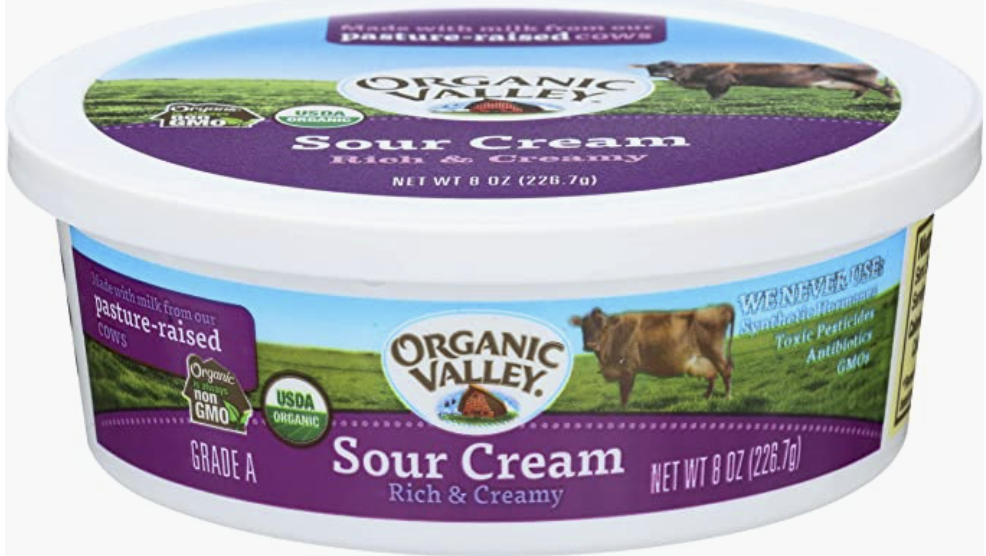 Made with milk from our
pasture-raised cows
ORGANIC
VALLEY®
Organic
non
GMO
USDA
ORGANIC
Sour Cream
Rich & Creamy
NET WT 8 OZ (226.7g)
Made with milk from our
pasture-raised
cows
Organic
is always
non
GMO
USDA
ORGANIC
GRADE A
ORGANIC
VALLEY®
Sour Cream
Rich & Creamy
WE NEVER USE:
Synthetic Hormones
Toxic Pesticides
Antibiotics
GMOs
NET WT 8 OZ (226.7g)